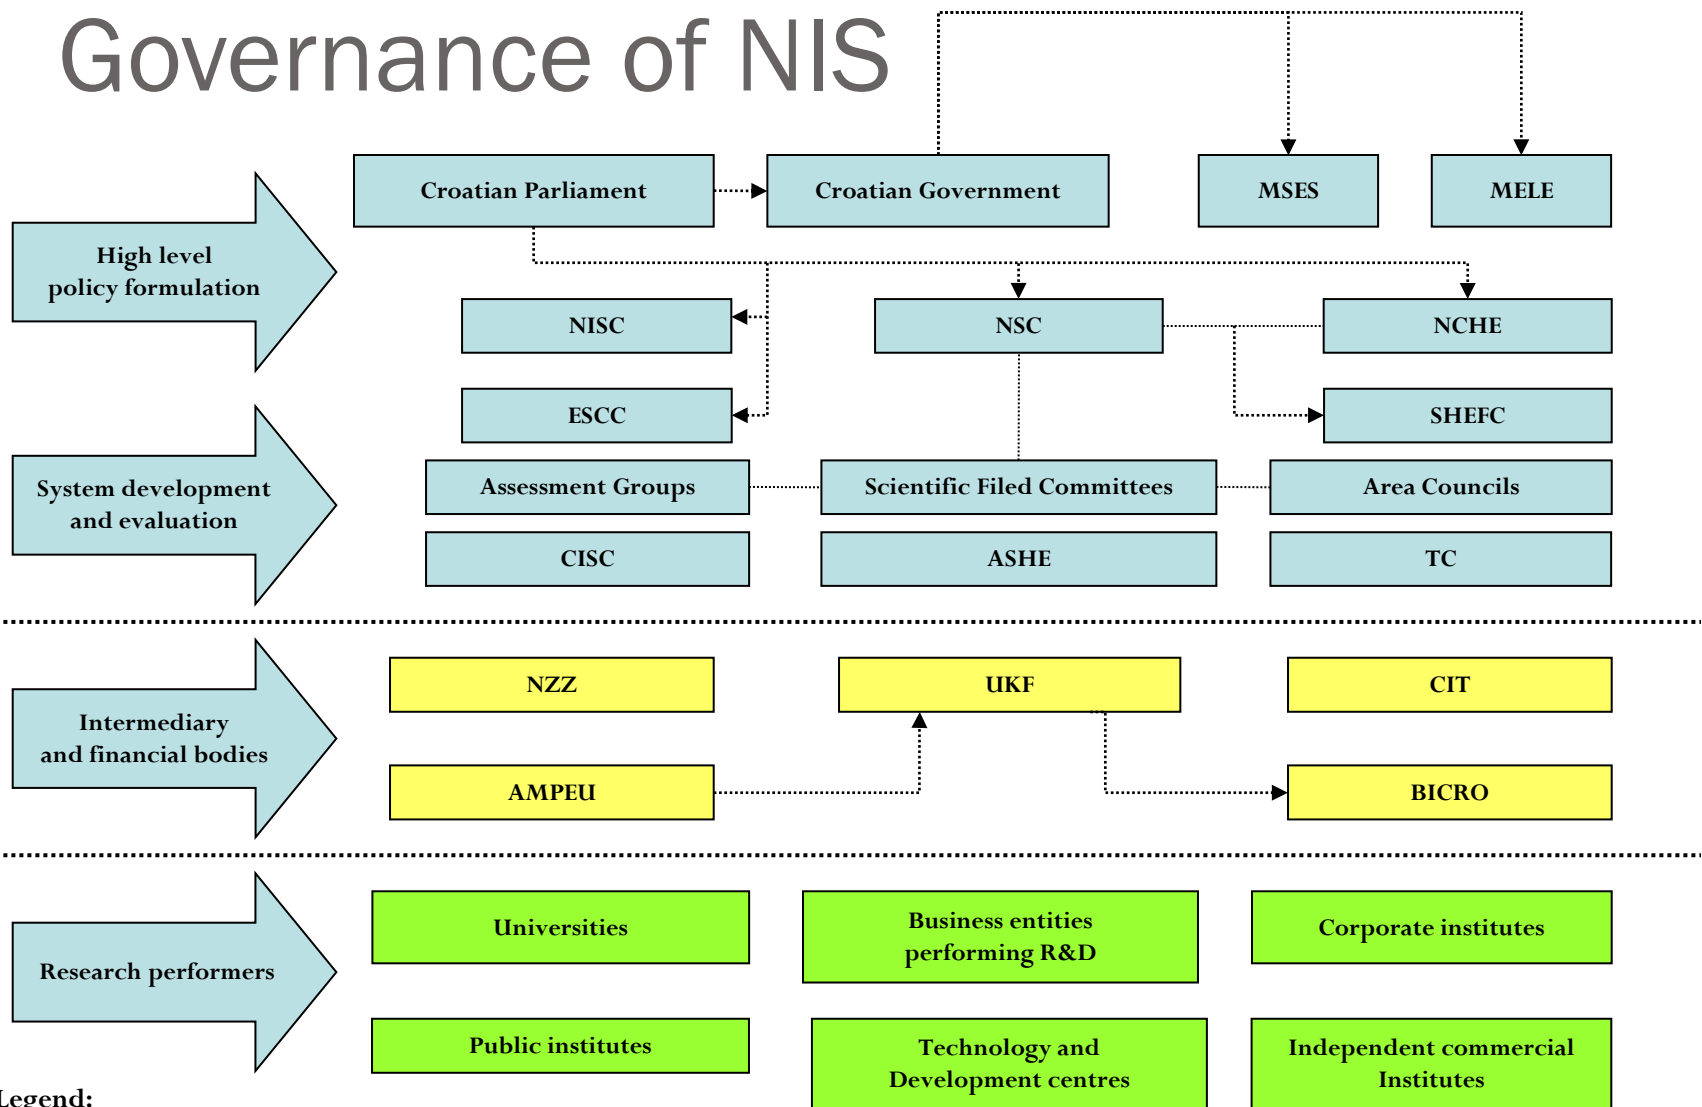 Governance of NIS
Croatian Parliament
Croatian Government
MSES
MELE
High level
policy formulation
NISC
NSC
NCHE
ESCC
SHEFC
System development
and evaluation
Assessment Groups
Scientific Filed Committees
Area Councils
CISC
ASHE
TC
Intermediary
and financial bodies
NZZ
UKF
CIT
AMPEU
BICRO
Research performers
Universities
Business entities
performing R&D
Corporate institutes
Public institutes
Technology and
Development centres
Independent commercial
Institutes
Legend: